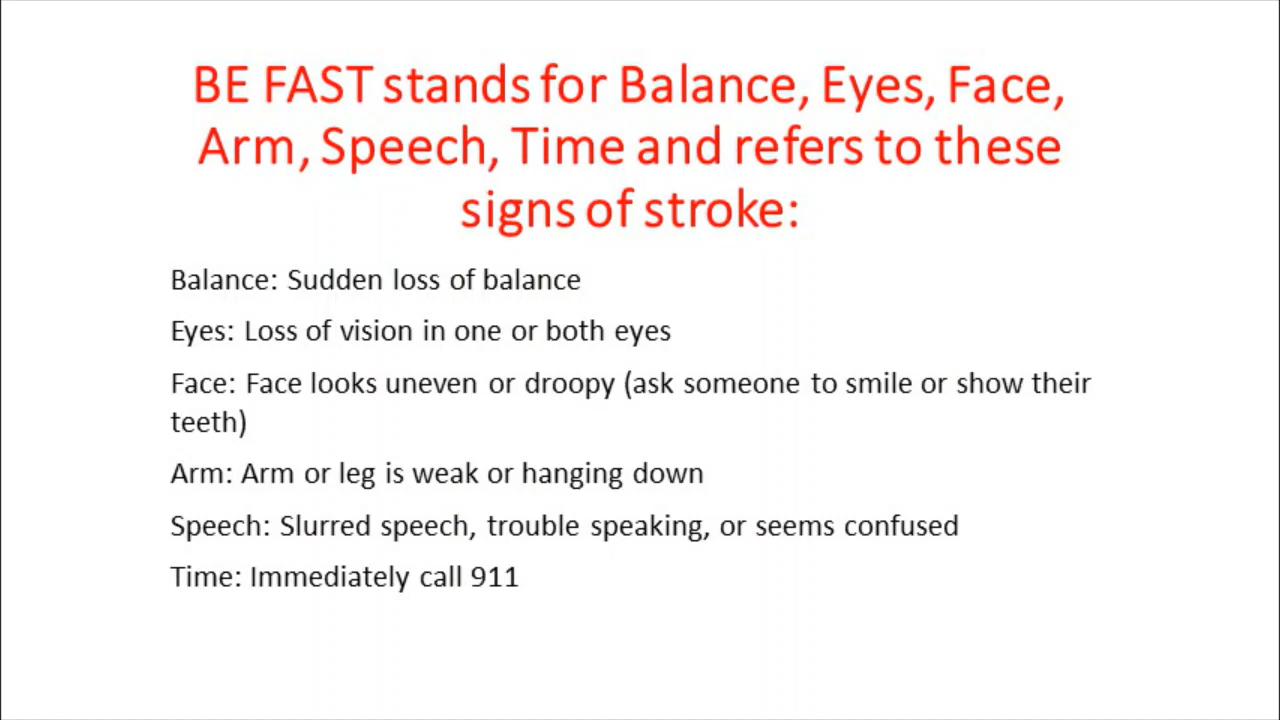 BE FAST stands for Balance, Eyes, Face,
Arm, Speech, Time and refers to these
signs of stroke:
Balance: Sudden loss of balance
Eyes: Loss of vision in one or both eyes
Face: Face looks uneven or droopy (ask someone to smile or show their
teeth)
Arm: Arm or leg is weak or hanging down
Speech: Slurred speech, trouble speaking, or seems confused
Time: Immediately call 911